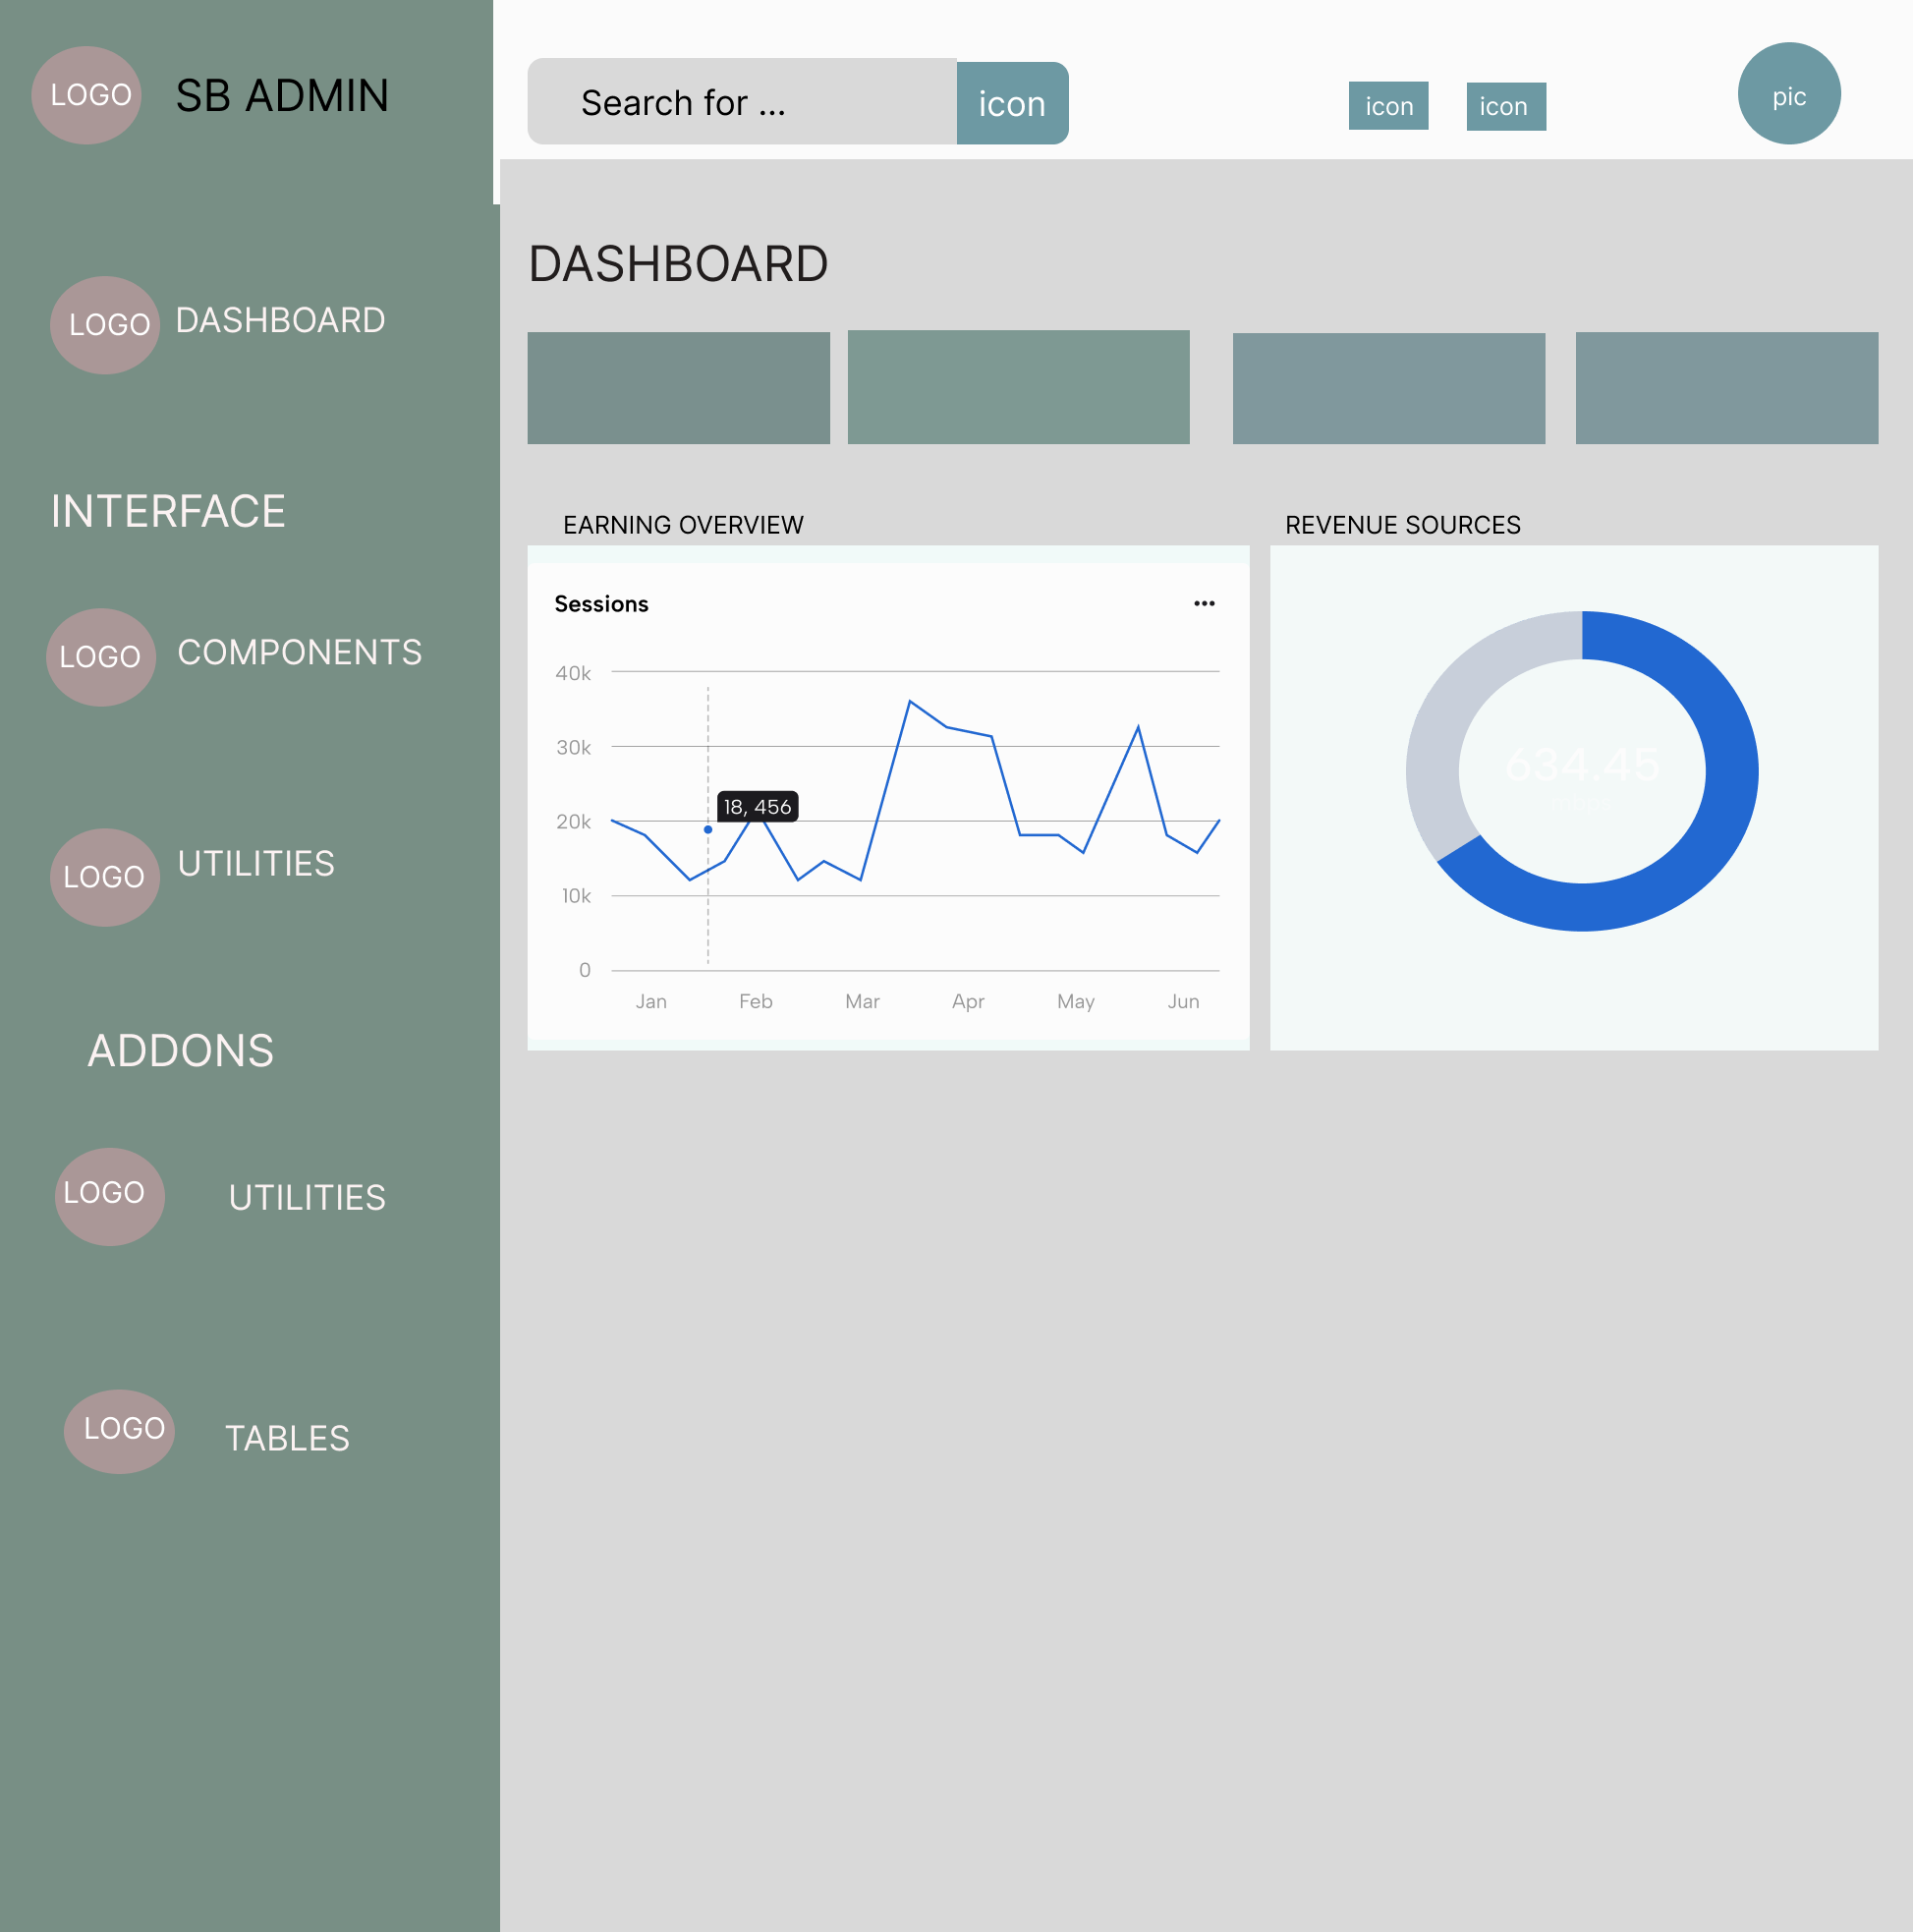 LOGO SB ADMIN
Search for ... icon
icon icon
pic
LOGO DASHBOARD
INTERFACE
LOGO COMPONENTS
LOGO UTILITIES
ADDONS
LOGO UTILITIES
LOGO TABLES
DASHBOARD
EARNING OVERVIEW
Sessions
40k
30k
18, 456
20k
10k
0
Jan Feb Mar Apr May Jun
REVENUE SOURCES
634.45